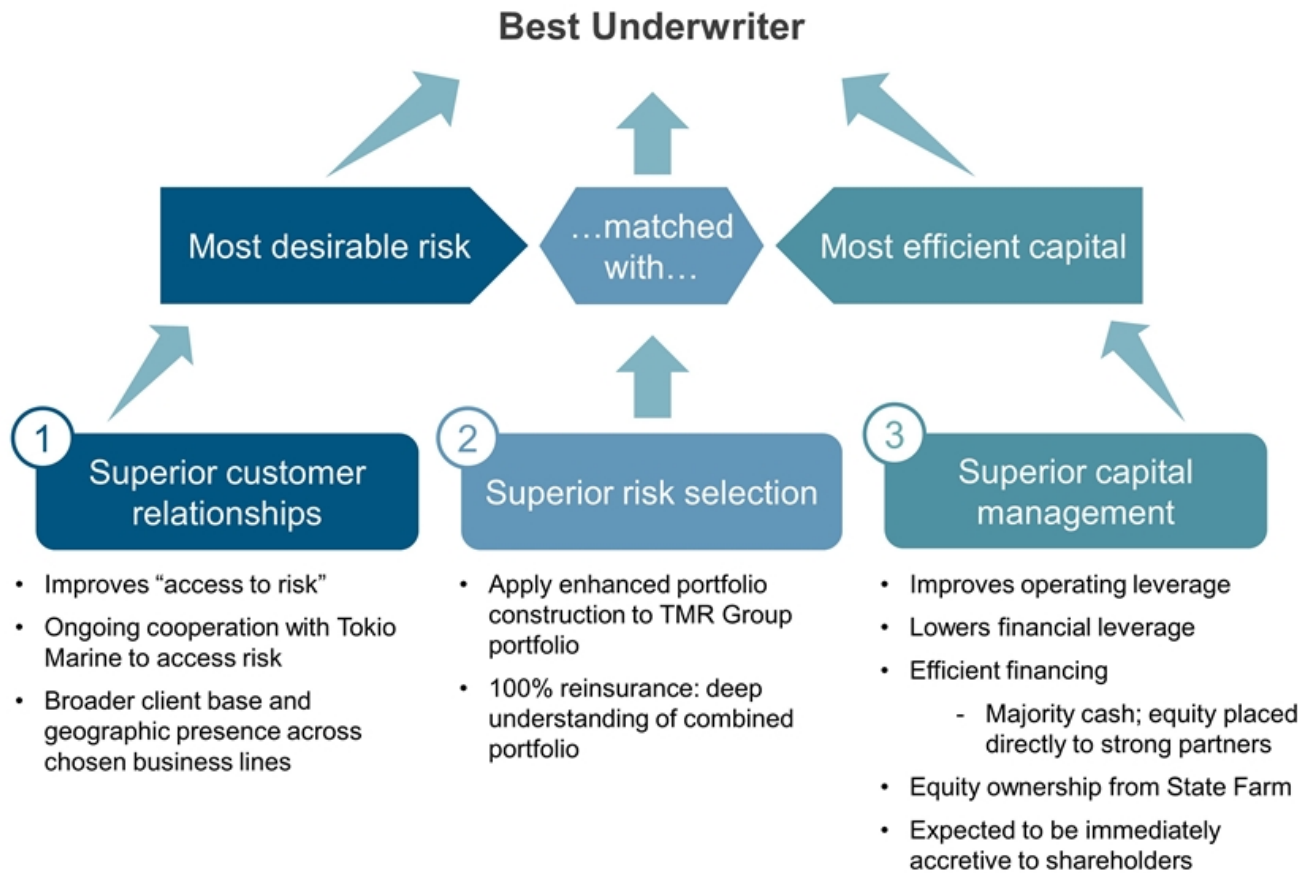 Best Underwriter
Most desirable risk
…matched
with…
Most efficient capital
1
Superior customer
relationships
• Improves “access to risk”
• Ongoing cooperation with Tokio
Marine to access risk
• Broader client base and
geographic presence across
chosen business lines
2
Superior risk selection
• Apply enhanced portfolio
construction to TMR Group
portfolio
• 100% reinsurance: deep
understanding of combined
portfolio
3
Superior capital
management
• Improves operating leverage
• Lowers financial leverage
• Efficient financing
- Majority cash; equity placed
directly to strong partners
• Equity ownership from State Farm
• Expected to be immediately
accretive to shareholders